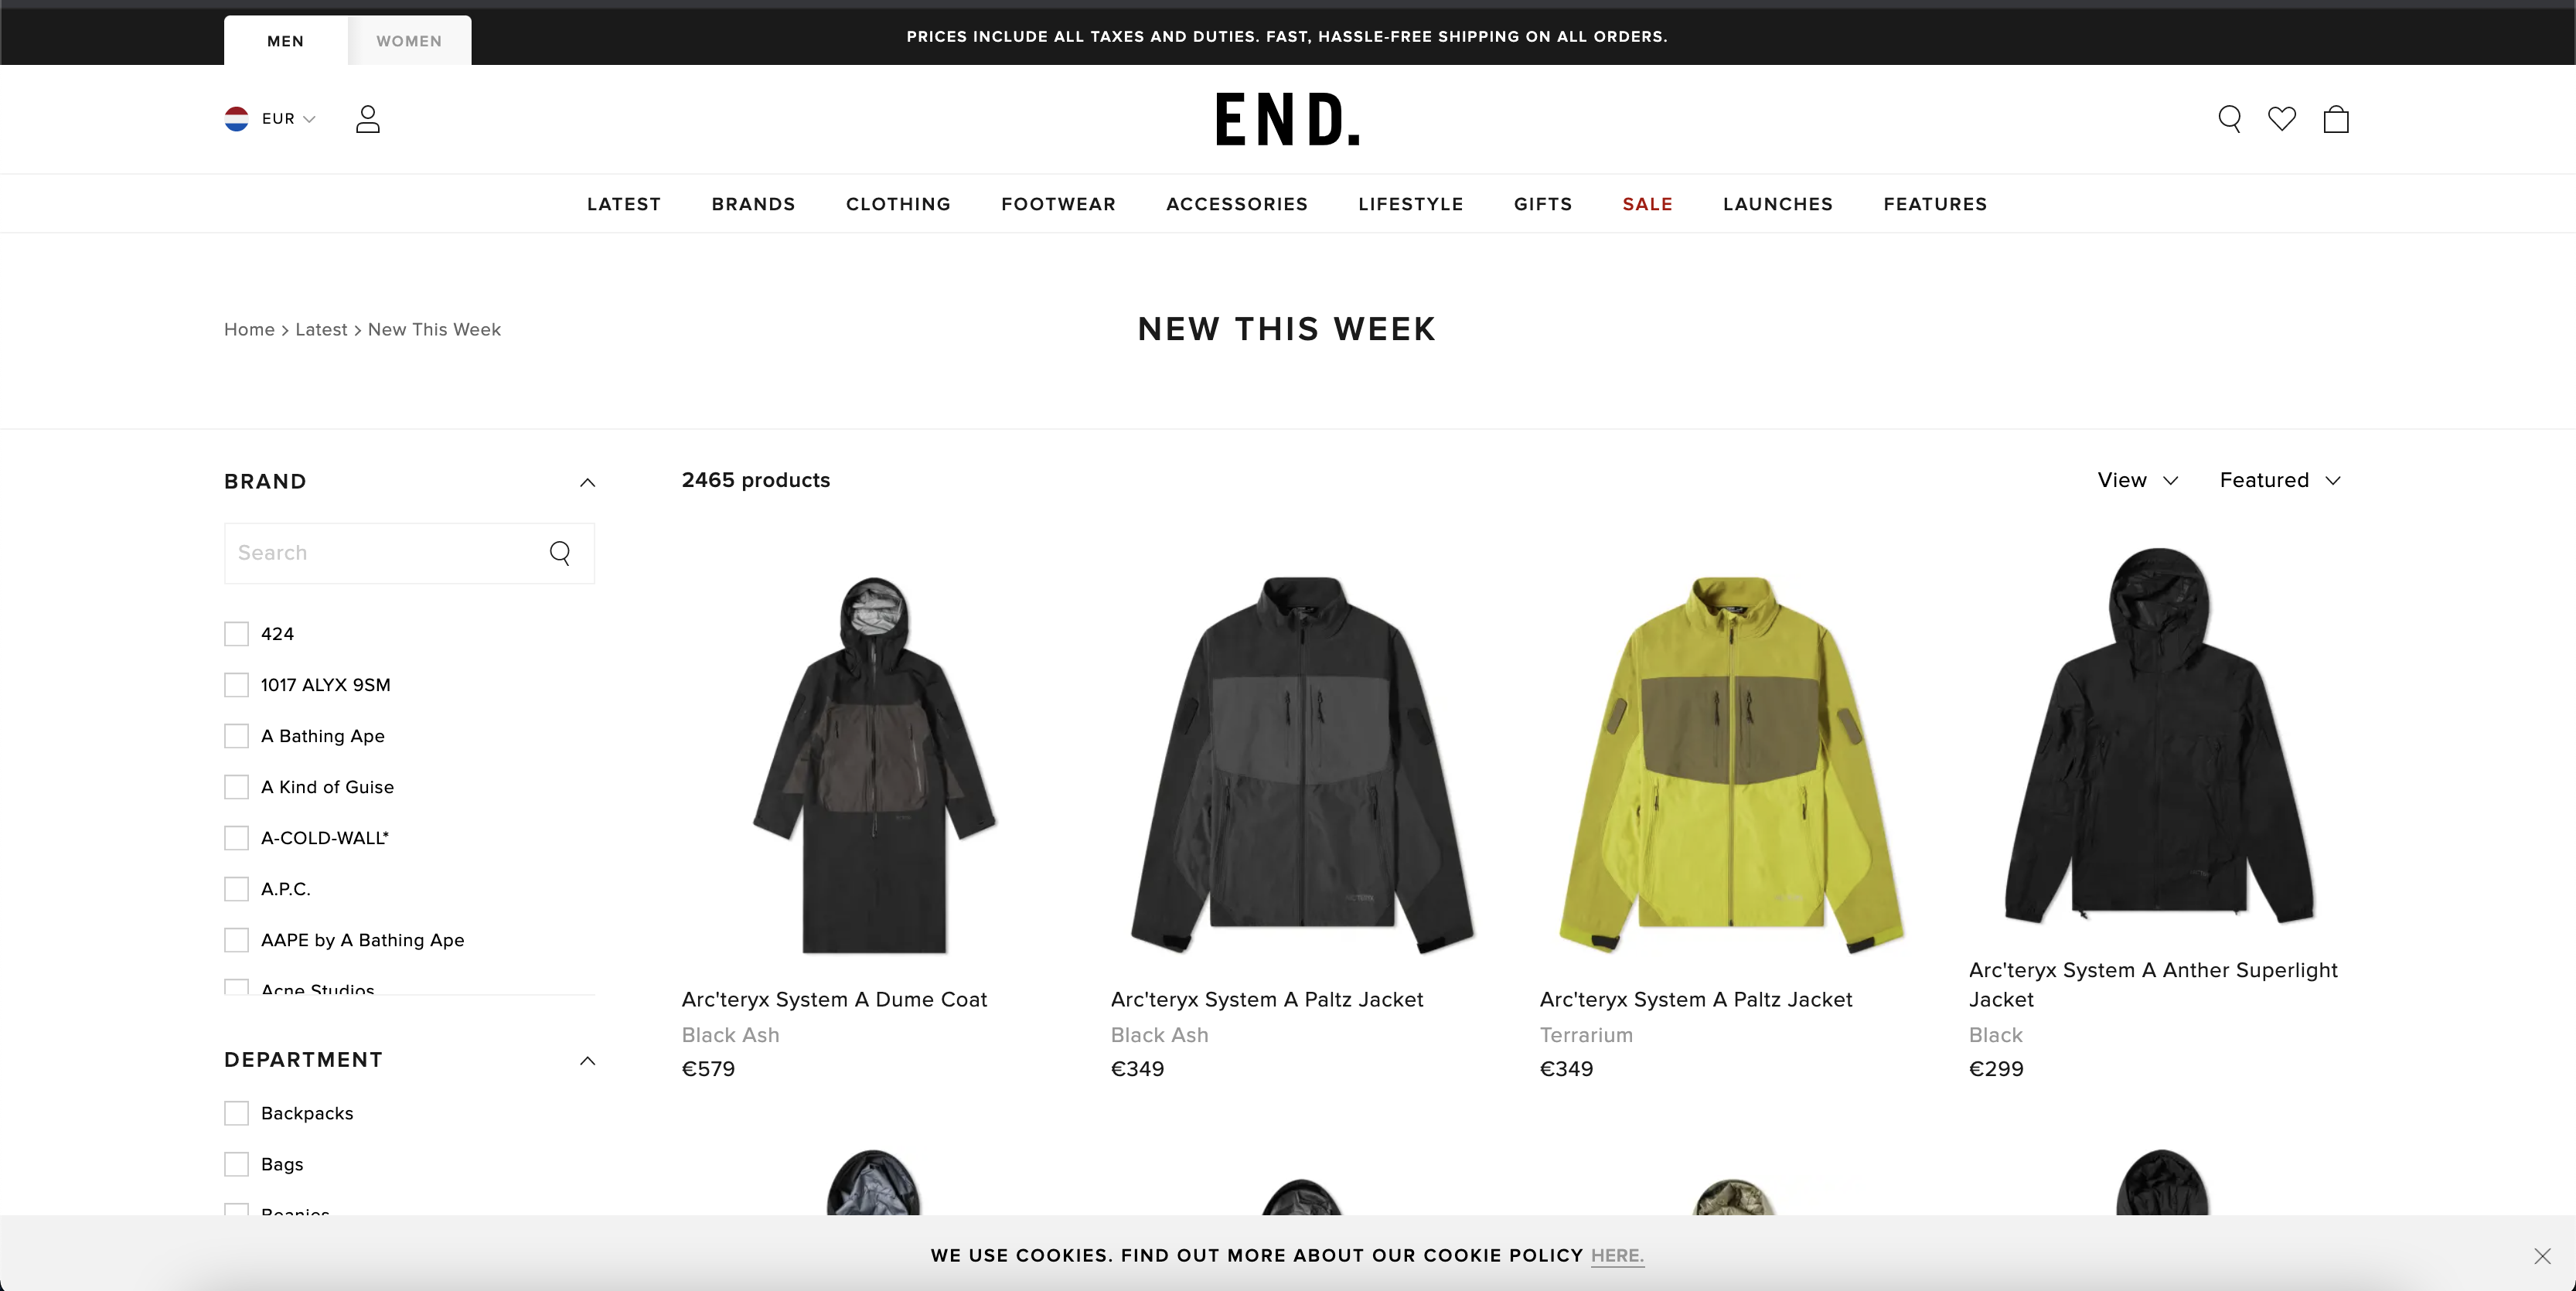 MEN
WOMEN
PRICES INCLUDE ALL TAXES AND DUTIES. FAST, HASSLE-FREE SHIPPING ON ALL ORDERS.
EUR
END.
LATEST
BRANDS
CLOTHING
FOOTWEAR
ACCESSORIES
LIFESTYLE
GIFTS
SALE
LAUNCHES
FEATURES
Home > Latest > New This Week
NEW THIS WEEK
BRAND
Search
424
1017 ALYX 9SM
A Bathing Ape
A Kind of Guise
A-COLD-WALL*
A.P.C.
AAPE by A Bathing Ape
Acne Studios
DEPARTMENT
Backpacks
Bags
Beanies
2465 products
View
Featured
Arc'teryx System A Dume Coat
Black Ash
€579
Arc'teryx System A Paltz Jacket
Black Ash
€349
Arc'teryx System A Paltz Jacket
Terrarium
€349
Arc'teryx System A Anther Superlight
Jacket
Black
€299
WE USE COOKIES. FIND OUT MORE ABOUT OUR COOKIE POLICY HERE.